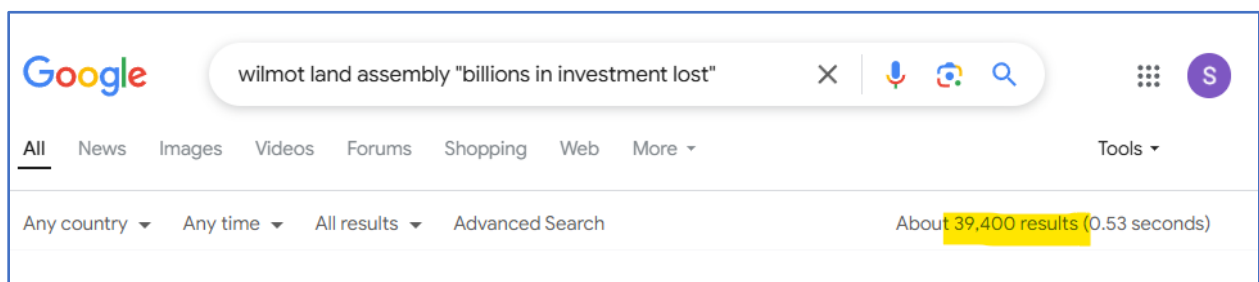 Google wilmot land assembly "billions in investment lost" S
All News Images Videos Forums Shopping Web More Tools
Any country Any time All results Advanced Search About 39,400 results (0.53 seconds)